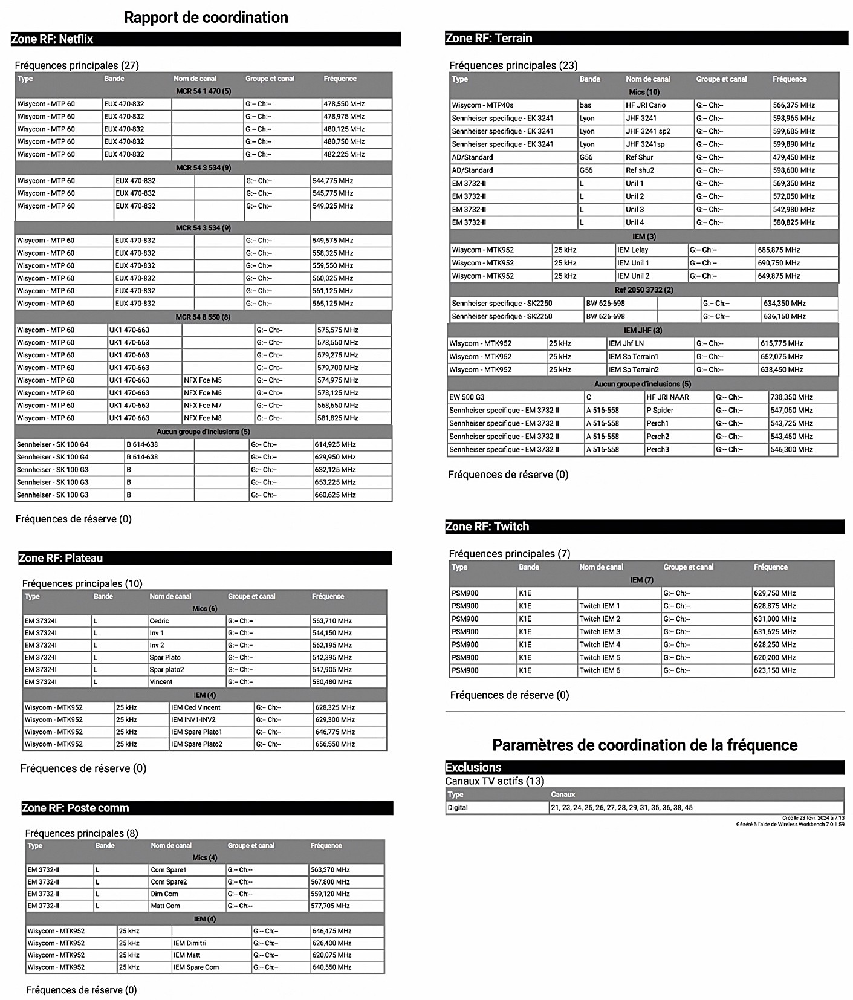 Rapport de coordination
Zone RF: Netflix
Fréquences principales (27)
Type Bande Nom de canal Groupe et canal Fréquence
MCR 54 1 470 (5)
Wisycom - MTP 60 EUX 470-832 G:-- Ch:-- 478,550 MHz
Wisycom - MTP 60 EUX 470-832 G:-- Ch:-- 478,975 MHz
Wisycom - MTP 60 EUX 470-832 G:-- Ch:-- 480,125 MHz
Wisycom - MTP 60 EUX 470-832 G:-- Ch:-- 480,750 MHz
Wisycom - MTP 60 EUX 470-832 G:-- Ch:-- 482,225 MHz
MCR 54 3 534 (9)
Wisycom - MTP 60 EUX 470-832 G:-- Ch:-- 544,775 MHz
Wisycom - MTP 60 EUX 470-832 G:-- Ch:-- 545,775 MHz
Wisycom - MTP 60 EUX 470-832 G:-- Ch:-- 549,025 MHz
MCR 54 3 534 (9)
Wisycom - MTP 60 EUX 470-832 G:-- Ch:-- 549,575 MHz
Wisycom - MTP 60 EUX 470-832 G:-- Ch:-- 558,325 MHz
Wisycom - MTP 60 EUX 470-832 G:-- Ch:-- 559,550 MHz
Wisycom - MTP 60 EUX 470-832 G:-- Ch:-- 560,025 MHz
Wisycom - MTP 60 EUX 470-832 G:-- Ch:-- 561,125 MHz
Wisycom - MTP 60 EUX 470-832 G:-- Ch:-- 565,125 MHz
MCR 54 8 550 (8)
Wisycom - MTP 60 UK1 470-663 G:-- Ch:-- 575,575 MHz
Wisycom - MTP 60 UK1 470-663 G:-- Ch:-- 578,550 MHz
Wisycom - MTP 60 UK1 470-663 G:-- Ch:-- 579,275 MHz
Wisycom - MTP 60 UK1 470-663 G:-- Ch:-- 579,700 MHz
Wisycom - MTP 60 UK1 470-663 NFX Fce M5 G:-- Ch:-- 574,975 MHz
Wisycom - MTP 60 UK1 470-663 NFX Fce M6 G:-- Ch:-- 578,125 MHz
Wisycom - MTP 60 UK1 470-663 NFX Fce M7 G:-- Ch:-- 568,650 MHz
Wisycom - MTP 60 UK1 470-663 NFX Fce M8 G:-- Ch:-- 581,825 MHz
Aucun groupe d'inclusions (5)
Sennheiser - SK 100 G4 B 614-638 G:-- Ch:-- 614,925 MHz
Sennheiser - SK 100 G4 B 614-638 G:-- Ch:-- 629,950 MHz
Sennheiser - SK 100 G3 B G:-- Ch:-- 632,125 MHz
Sennheiser - SK 100 G3 B G:-- Ch:-- 653,225 MHz
Sennheiser - SK 100 G3 B G:-- Ch:-- 660,625 MHz
Fréquences de réserve (0)
Zone RF: Plateau
Fréquences principales (10)
Type Bande Nom de canal Groupe et canal Fréquence
Mics (6)
EM 3732-II L Cedric G:-- Ch:-- 563,710 MHz
EM 3732-II L Inv 1 G:-- Ch:-- 544,150 MHz
EM 3732-II L Inv 2 G:-- Ch:-- 562,195 MHz
EM 3732-II L Spar Plato G:-- Ch:-- 542,395 MHz
EM 3732-II L Spar plato2 G:-- Ch:-- 547,905 MHz
EM 3732-II L Vincent G:-- Ch:-- 580,480 MHz
IEM (4)
Wisycom - MTK952 25 kHz IEM Ced Vincent G:-- Ch:-- 628,325 MHz
Wisycom - MTK952 25 kHz IEM INV1-INV2 G:-- Ch:-- 629,300 MHz
Wisycom - MTK952 25 kHz IEM Spare Plato1 G:-- Ch:-- 646,775 MHz
Wisycom - MTK952 25 kHz IEM Spare Plato2 G:-- Ch:-- 656,550 MHz
Fréquences de réserve (0)
Zone RF: Poste comm
Fréquences principales (8)
Type Bande Nom de canal Groupe et canal Fréquence
Mics (4)
EM 3732-II L Com Spare1 G:-- Ch:-- 563,370 MHz
EM 3732-II L Com Spare2 G:-- Ch:-- 567,800 MHz
EM 3732-II L Dim Com G:-- Ch:-- 559,120 MHz
EM 3732-II L Matt Com G:-- Ch:-- 577,705 MHz
IEM (4)
Wisycom - MTK952 25 kHz G:-- Ch:-- 646,475 MHz
Wisycom - MTK952 25 kHz IEM Dimitri G:-- Ch:-- 626,400 MHz
Wisycom - MTK952 25 kHz IEM Matt G:-- Ch:-- 620,075 MHz
Wisycom - MTK952 25 kHz IEM Spare Com G:-- Ch:-- 640,550 MHz
Fréquences de réserve (0)
Zone RF: Terrain
Fréquences principales (23)
Type Bande Nom de canal Groupe et canal Fréquence
Mics (10)
Wisycom - MTP40s bas HF JRI Cario G:-- Ch:-- 566,375 MHz
Sennheiser specifique - EK 3241 Lyon JHF 3241 G:-- Ch:-- 598,965 MHz
Sennheiser specifique - EK 3241 Lyon JHF 3241 sp2 G:-- Ch:-- 599,685 MHz
Sennheiser specifique - EK 3241 Lyon JHF 3241sp G:-- Ch:-- 599,890 MHz
AD/Standard G56 Ref Shur G:-- Ch:-- 479,450 MHz
AD/Standard G56 Ref shu2 G:-- Ch:-- 598,600 MHz
EM 3732-II L Unil 1 G:-- Ch:-- 569,350 MHz
EM 3732-II L Unil 2 G:-- Ch:-- 572,050 MHz
EM 3732-II L Unil 3 G:-- Ch:-- 542,980 MHz
EM 3732-II L Unil 4 G:-- Ch:-- 580,825 MHz
IEM (3)
Wisycom - MTK952 25 kHz IEM Lelay G:-- Ch:-- 685,875 MHz
Wisycom - MTK952 25 kHz IEM Unil 1 G:-- Ch:-- 690,750 MHz
Wisycom - MTK952 25 kHz IEM Unil 2 G:-- Ch:-- 649,875 MHz
Ref 2050 3732 (2)
Sennheiser specifique - SK2250 BW 626-698 G:-- Ch:-- 634,350 MHz
Sennheiser specifique - SK2250 BW 626-698 G:-- Ch:-- 636,150 MHz
IEM JHF (3)
Wisycom - MTK952 25 kHz IEM Jhf LN G:-- Ch:-- 615,775 MHz
Wisycom - MTK952 25 kHz IEM Sp Terrain1 G:-- Ch:-- 652,075 MHz
Wisycom - MTK952 25 kHz IEM Sp Terrain2 G:-- Ch:-- 638,450 MHz
Aucun groupe d'inclusions (5)
EW 500 G3 C HF JRI NAAR G:-- Ch:-- 738,350 MHz
Sennheiser specifique - EM 3732 II A 516-558 P Spider G:-- Ch:-- 547,050 MHz
Sennheiser specifique - EM 3732 II A 516-558 Perch1 G:-- Ch:-- 543,725 MHz
Sennheiser specifique - EM 3732 II A 516-558 Perch2 G:-- Ch:-- 543,450 MHz
Sennheiser specifique - EM 3732 II A 516-558 Perch3 G:-- Ch:-- 546,300 MHz
Fréquences de réserve (0)
Zone RF: Twitch
Fréquences principales (7)
Type Bande Nom de canal Groupe et canal Fréquence
IEM (7)
PSM900 K1E G:-- Ch:-- 629,750 MHz
PSM900 K1E Twitch IEM 1 G:-- Ch:-- 628,875 MHz
PSM900 K1E Twitch IEM 2 G:-- Ch:-- 631,000 MHz
PSM900 K1E Twitch IEM 3 G:-- Ch:-- 631,625 MHz
PSM900 K1E Twitch IEM 4 G:-- Ch:-- 628,250 MHz
PSM900 K1E Twitch IEM 5 G:-- Ch:-- 620,200 MHz
PSM900 K1E Twitch IEM 6 G:-- Ch:-- 623,150 MHz
Fréquences de réserve (0)
Paramètres de coordination de la fréquence
Exclusions
Canaux TV actifs (13)
Type Canaux
Digital 21, 23, 24, 25, 26, 27, 28, 29, 31, 35, 36, 38, 45
Créé le 23 févr. 2024 à 7:13
Généré à l'aide de Wireless Workbench 7.0.1.59